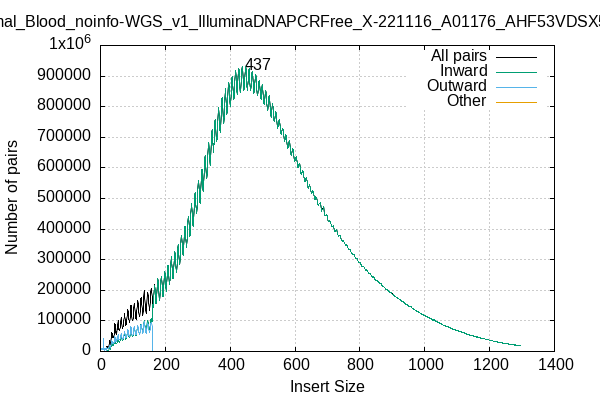 nal_Blood_noinfo-WGS_v1_IlluminaDNAPCRFree_X-221116_A01176_AHF53VDSX5
1x10^6
900000
800000
700000
600000
500000
400000
300000
200000
100000
0
Number of pairs
437
All pairs
Inward
Outward
Other
0 200 400 600 800 1000 1200 1400
Insert Size